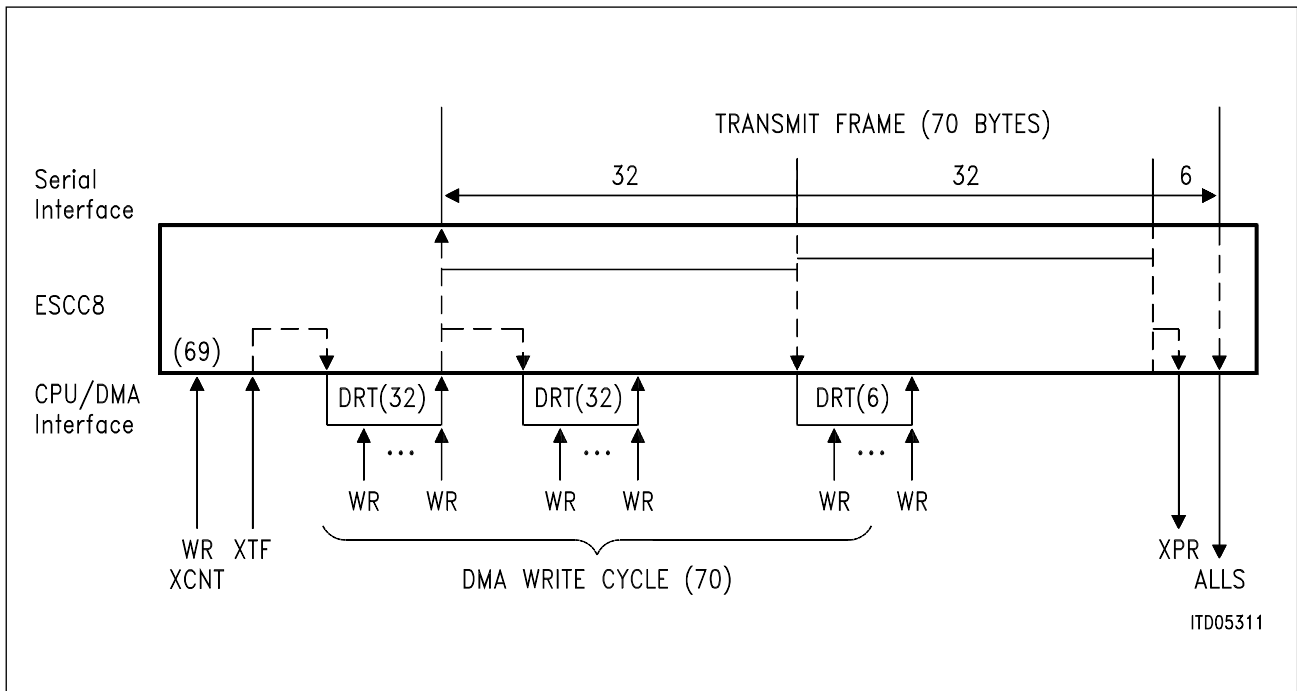 TRANSMIT FRAME (70 BYTES)
Serial
Interface
32
32
6
ESCC8
(69)
CPU/DMA
Interface
DRT(32)
DRT(32)
DRT(6)
...
...
...
WR
WR
WR
WR
WR
WR
WR
XCNT
XTF
DMA WRITE CYCLE (70)
XPR
ALLS
ITD05311